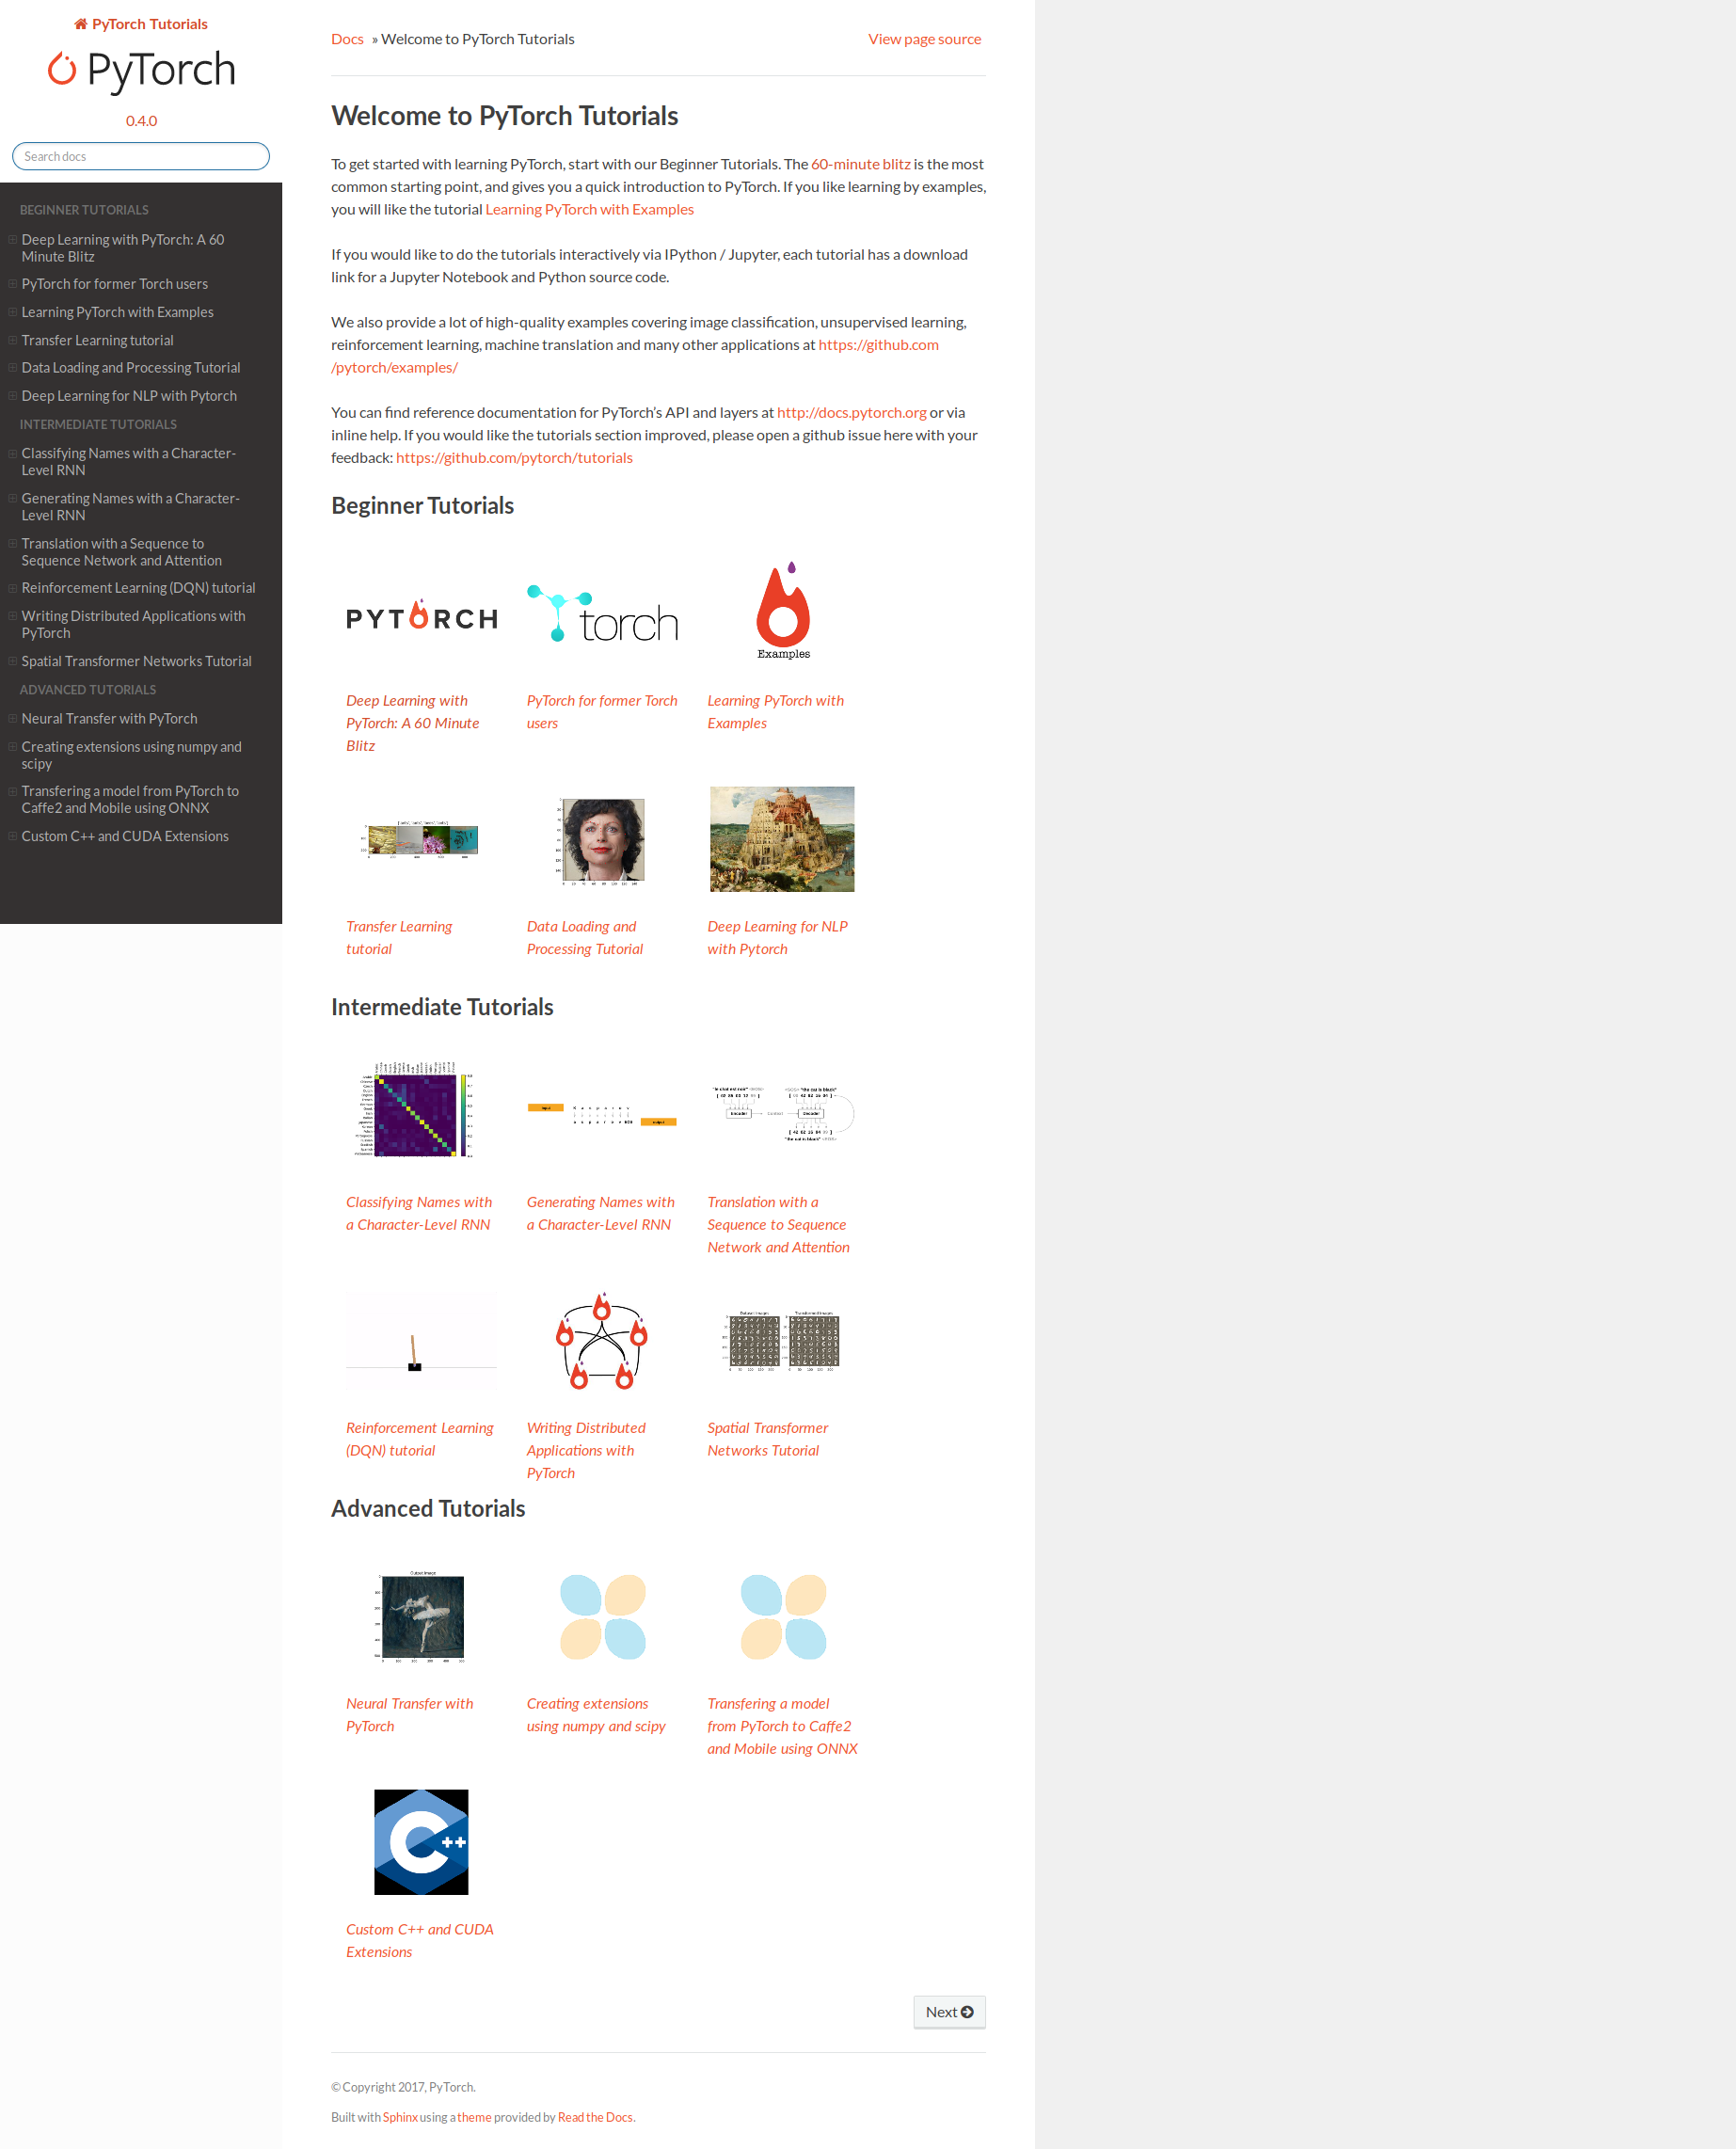 PyTorch Tutorials
PyTorch
0.4.0
Search docs
BEGINNER TUTORIALS
Deep Learning with PyTorch: A 60
Minute Blitz
PyTorch for former Torch users
Learning PyTorch with Examples
Transfer Learning tutorial
Data Loading and Processing Tutorial
Deep Learning for NLP with Pytorch
INTERMEDIATE TUTORIALS
Classifying Names with a Character-
Level RNN
Generating Names with a Character-
Level RNN
Translation with a Sequence to
Sequence Network and Attention
Reinforcement Learning (DQN) tutorial
Writing Distributed Applications with
PyTorch
Spatial Transformer Networks Tutorial
ADVANCED TUTORIALS
Neural Transfer with PyTorch
Creating extensions using numpy and
scipy
Transfering a model from PyTorch to
Caffe2 and Mobile using ONNX
Custom C++ and CUDA Extensions
Docs » Welcome to PyTorch Tutorials
View page source
Welcome to PyTorch Tutorials
To get started with learning PyTorch, start with our Beginner Tutorials. The 60-minute blitz is the most
common starting point, and gives you a quick introduction to PyTorch. If you like learning by examples,
you will like the tutorial Learning PyTorch with Examples
If you would like to do the tutorials interactively via IPython / Jupyter, each tutorial has a download
link for a Jupyter Notebook and Python source code.
We also provide a lot of high-quality examples covering image classification, unsupervised learning,
reinforcement learning, machine translation and many other applications at https://github.com
/pytorch/examples/
You can find reference documentation for PyTorch’s API and layers at http://docs.pytorch.org or via
inline help. If you would like the tutorials section improved, please open a github issue here with your
feedback: https://github.com/pytorch/tutorials
Beginner Tutorials
PYTORCH
torch
Examples
Deep Learning with
PyTorch: A 60 Minute
Blitz
PyTorch for former Torch
users
Learning PyTorch with
Examples
Transfer Learning
tutorial
Data Loading and
Processing Tutorial
Deep Learning for NLP
with Pytorch
Intermediate Tutorials
input
output
"the cat is black"
Encoder
Decoder
Classifying Names with
a Character-Level RNN
Generating Names with
a Character-Level RNN
Translation with a
Sequence to Sequence
Network and Attention
Dataset Images
Transformed Images
Reinforcement Learning
(DQN) tutorial
Writing Distributed
Applications with
PyTorch
Spatial Transformer
Networks Tutorial
Advanced Tutorials
Output Image
Neural Transfer with
PyTorch
Creating extensions
using numpy and scipy
Transfering a model
from PyTorch to Caffe2
and Mobile using ONNX
C++
Custom C++ and CUDA
Extensions
Next
© Copyright 2017, PyTorch.
Built with Sphinx using a theme provided by Read the Docs.